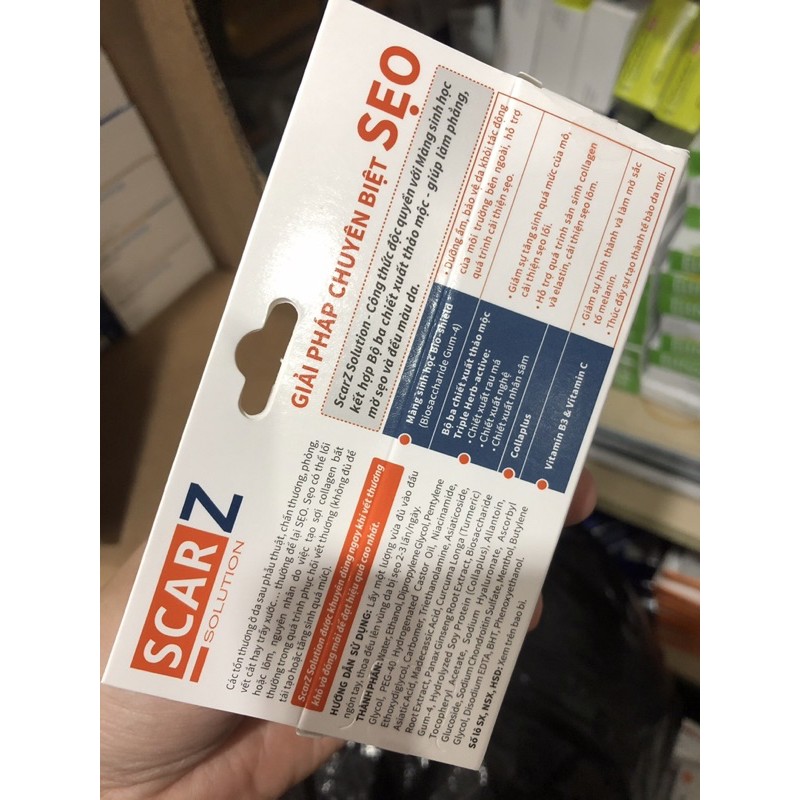 SCAR Z
SOLUTION
Các tổn thương ở da sau phẫu thuật, chấn thương, phỏng,
vết cắt hay trầy xước.... thường để lại SẸO. Sẹo có thể lồi
hoặc lõm, nguyên nhân do việc tạo sợi collagen bất
thường trong quá trình phục hồi vết thương (không đủ để
tái tạo hoặc tăng sinh quá mức).
ScarZ Solution được khuyên dùng ngay khi vết thương
khô và đóng mài để đạt hiệu quả cao nhất.
HƯỚNG DẪN SỬ DỤNG: Lấy một lượng vừa đủ vào đầu
ngón tay, thoa đều lên vùng da bị sẹo 2-3 lần/ngày.
THÀNH PHẦN: Water, Ethanol, Dipropylene Glycol, Pentylene
Glycol, PEG-40 Hydrogenated Castor Oil, Niacinamide,
Ethoxydiglycol, Carbomer, Triethanolamine, Asiaticoside,
Asiatic Acid, Madecassic Acid, Curcuma Longa (Turmeric)
Root Extract, Panax Ginseng Root Extract, Biosaccharide
Gum-4, Hydrolyzed Soy Protein (Collaplus), Allantoin,
Tocopheryl Acetate, Sodium Hyaluronate, Ascorbyl
Glucoside, Sodium Chondroitin Sulfate, Menthol, Butylene
Glycol, Disodium EDTA, BHT, Phenoxyethanol.
Số lô SX, NSX, HSD: Xem trên bao bì.
GIẢI PHÁP CHUYÊN BIỆT SẸO
ScarZ Solution - Công thức độc quyền với Màng sinh học
kết hợp Bộ ba chiết xuất thảo mộc - giúp làm phẳng,
mờ sẹo và đều màu da.
Màng sinh học Bio-shield
(Biosaccharide Gum-4)
• Dưỡng ẩm, bảo vệ da khỏi tác động
của môi trường bên ngoài, hỗ trợ
quá trình cải thiện sẹo.
Bộ ba chiết xuất thảo mộc
Triple Herb-active:
• Chiết xuất rau má
• Chiết xuất nghệ
• Chiết xuất nhân sâm
• Giảm sự tăng sinh quá mức của mô,
cải thiện sẹo lồi.
Collaplus
• Hỗ trợ quá trình sản sinh collagen
và elastin, cải thiện sẹo lõm.
Vitamin B3 & Vitamin C
• Giảm sự hình thành và làm mờ sắc
tố melanin.
• Thúc đẩy sự tạo thành tế bào da mới.